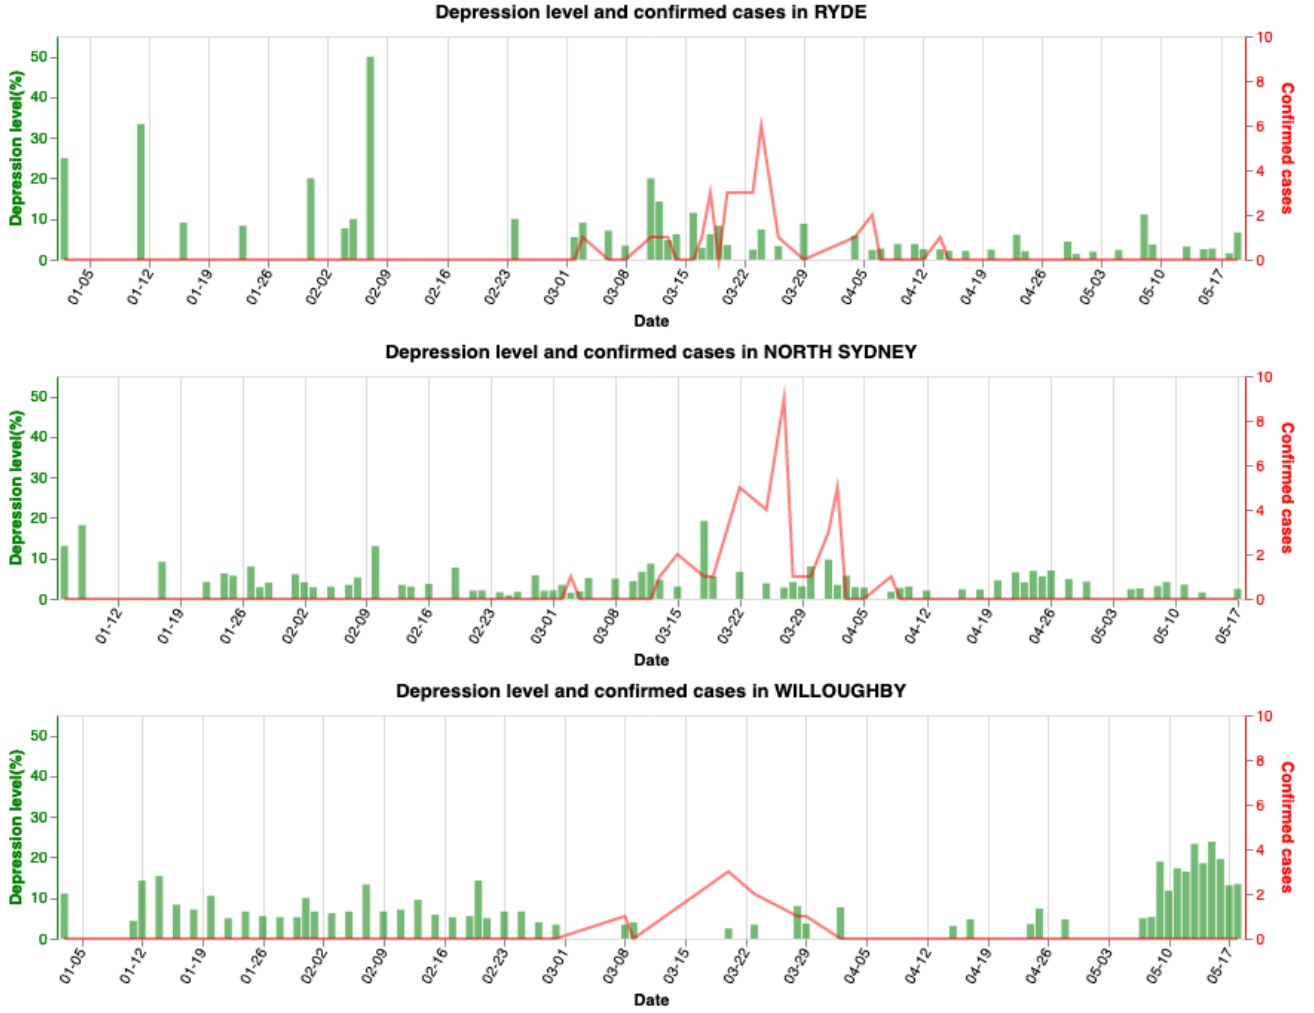 Depression level and confirmed cases in RYDE
Depression level(%)
50
40
30
20
10
0
10
8
6
4
2
0
Confirmed cases
01-05 01-12 01-19 01-26 02-02 02-09 02-16 02-23 03-01 03-08 03-15 03-22 03-29 04-05 04-12 04-19 04-26 05-03 05-10 05-17
Date
Depression level and confirmed cases in NORTH SYDNEY
Depression level(%)
50
40
30
20
10
0
10
8
6
4
2
0
Confirmed cases
01-12 01-19 01-26 02-02 02-09 02-16 02-23 03-01 03-08 03-15 03-22 03-29 04-05 04-12 04-19 04-26 05-03 05-10 05-17
Date
Depression level and confirmed cases in WILLOUGHBY
Depression level(%)
50
40
30
20
10
0
10
8
6
4
2
0
Confirmed cases
01-05 01-12 01-19 01-26 02-02 02-09 02-16 02-23 03-01 03-08 03-15 03-22 03-29 04-05 04-12 04-19 04-26 05-03 05-10 05-17
Date